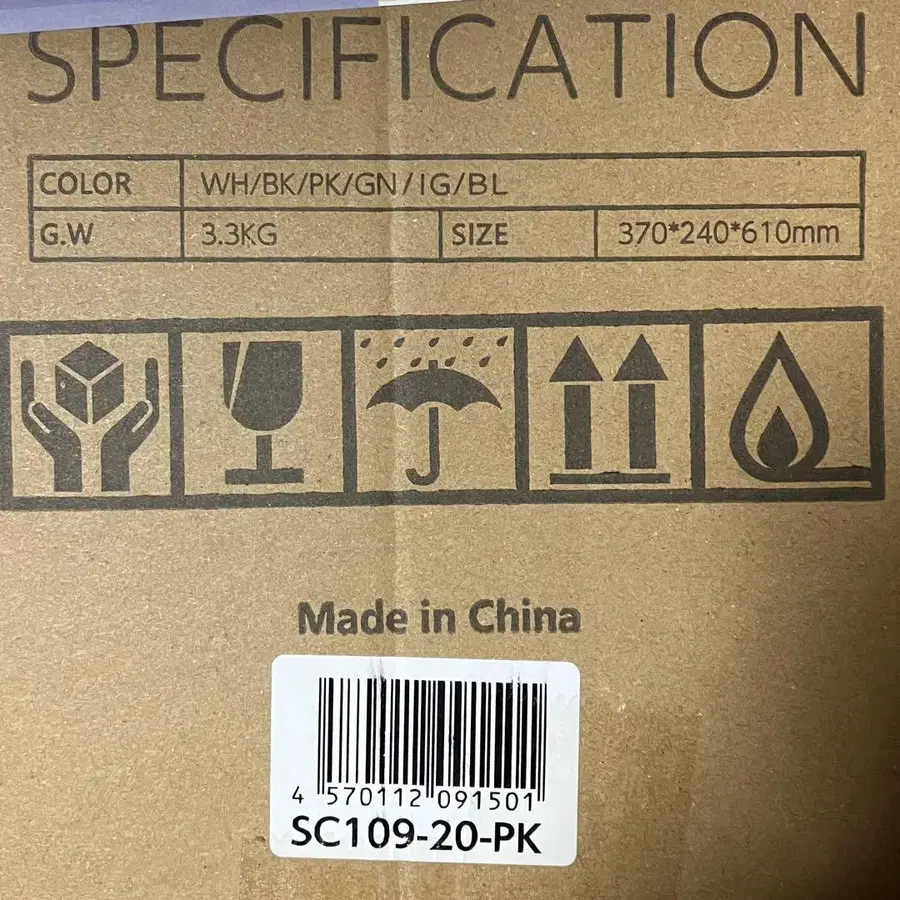 SPECIFICATION
COLOR WH/BK/PK/GN/IG/BL
G.W 3.3KG SIZE 370*240*610mm
Made in China
4 570112 091501
SC109-20-PK